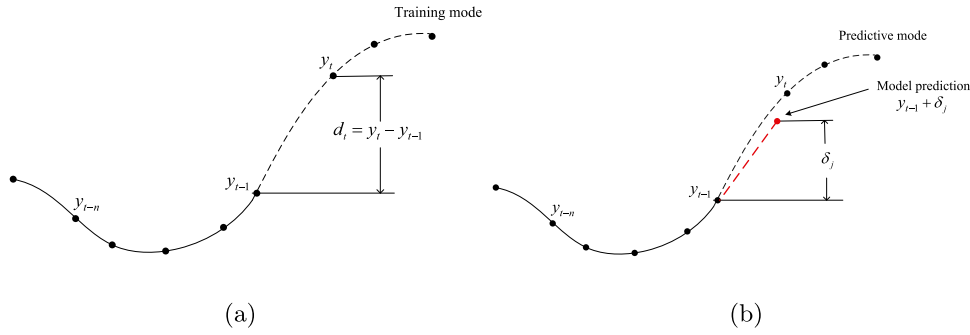 Training mode
y_t
d_t = y_t − y_{t−1}
y_{t−1}
y_{t−n}
(a)
Predictive mode
y_t
Model prediction
y_{t−1} + δ_j
δ_j
y_{t−1}
y_{t−n}
(b)